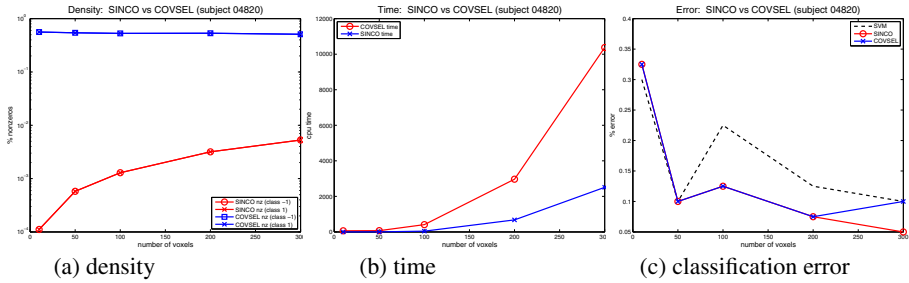 Density: SINCO vs COVSEL (subject 04820)
10^0
10^-1
10^-2
10^-3
10^-4
% nonzeros
0 50 100 150 200 250 300
number of voxels
SINCO nz (class −1)
SINCO nz (class 1)
COVSEL nz (class −1)
COVSEL nz (class 1)
(a) density
Time: SINCO vs COVSEL (subject 04820)
12000
10000
8000
6000
4000
2000
0
cpu time
0 50 100 150 200 250 300
number of voxels
COVSEL time
SINCO time
(b) time
Error: SINCO vs COVSEL (subject 04820)
0.4
0.35
0.3
0.25
0.2
0.15
0.1
0.05
% error
0 50 100 150 200 250 300
number of voxels
SVM
SINCO
COVSEL
(c) classification error